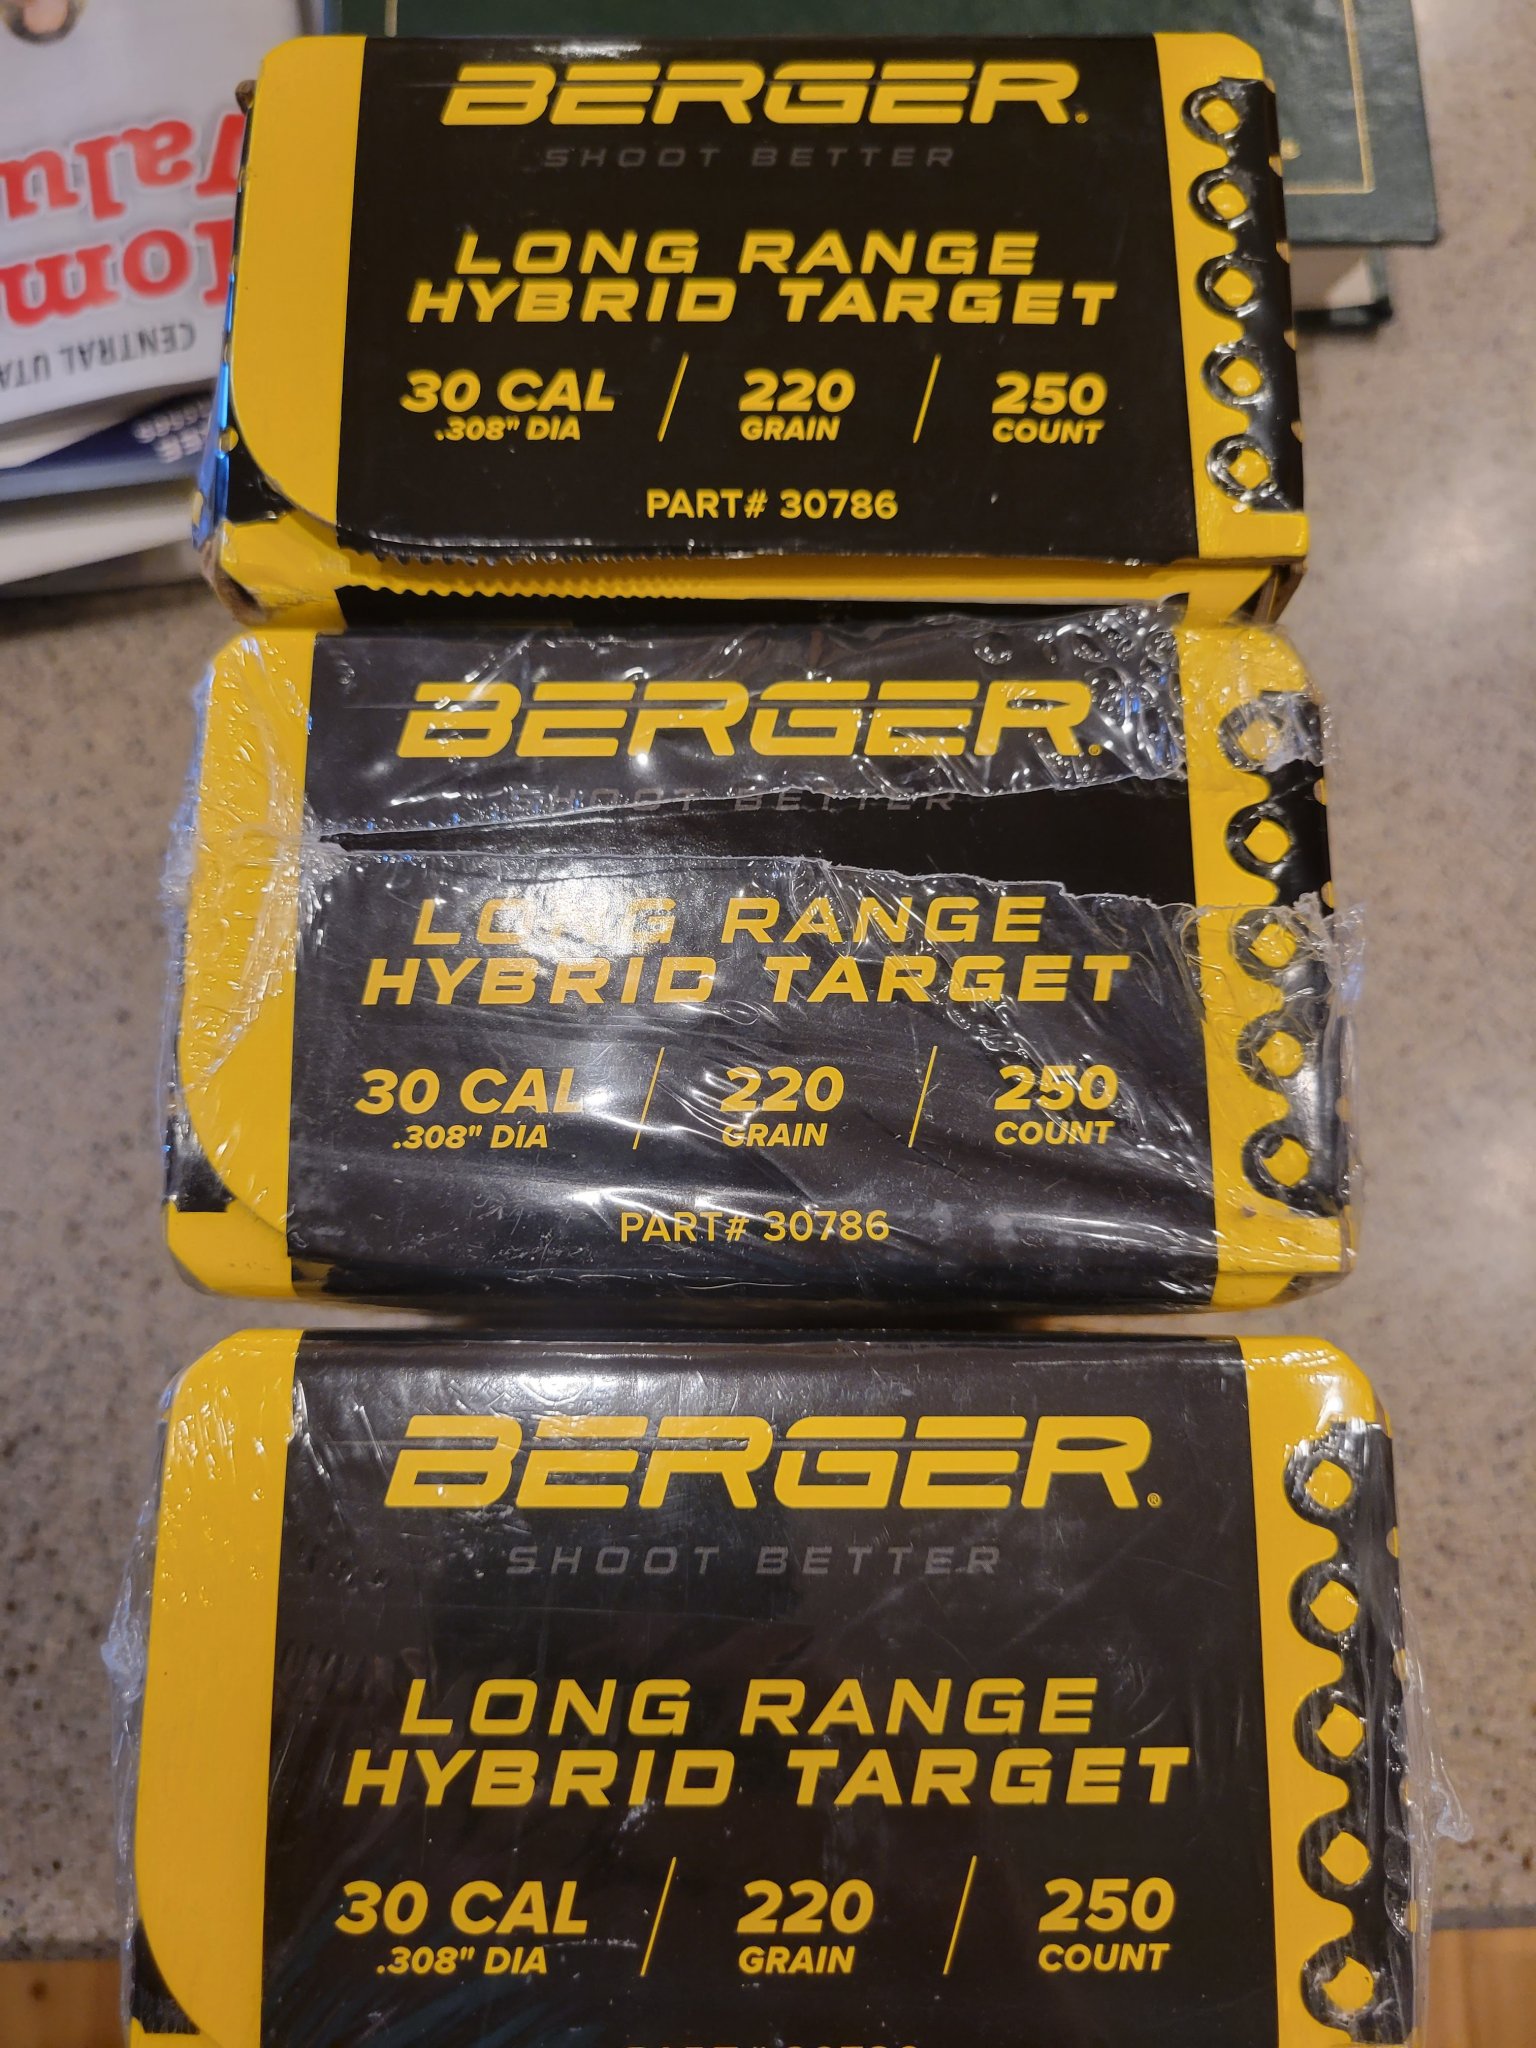 Home
Value
CENTRAL UTA
BERGER®
SHOOT BETTER
LONG RANGE
HYBRID TARGET
30 CAL / 220 / 250
.308" DIA GRAIN COUNT
PART# 30786
BERGER®
SHOOT BETTER
LONG RANGE
HYBRID TARGET
30 CAL / 220 / 250
.308" DIA GRAIN COUNT
PART# 30786
BERGER®
SHOOT BETTER
LONG RANGE
HYBRID TARGET
30 CAL / 220 / 250
.308" DIA GRAIN COUNT